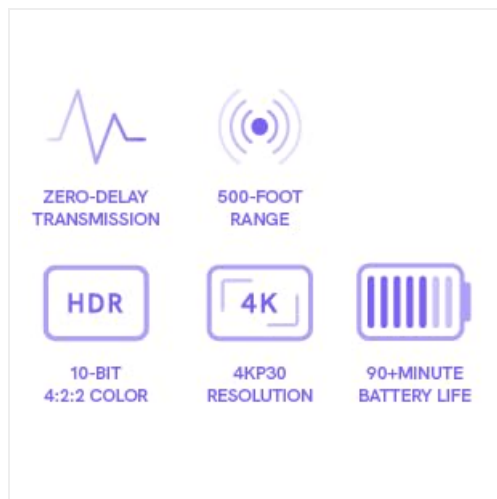 ZERO-DELAY
TRANSMISSION
500-FOOT
RANGE
HDR
4K
10-BIT
4:2:2 COLOR
4KP30
RESOLUTION
90+MINUTE
BATTERY LIFE